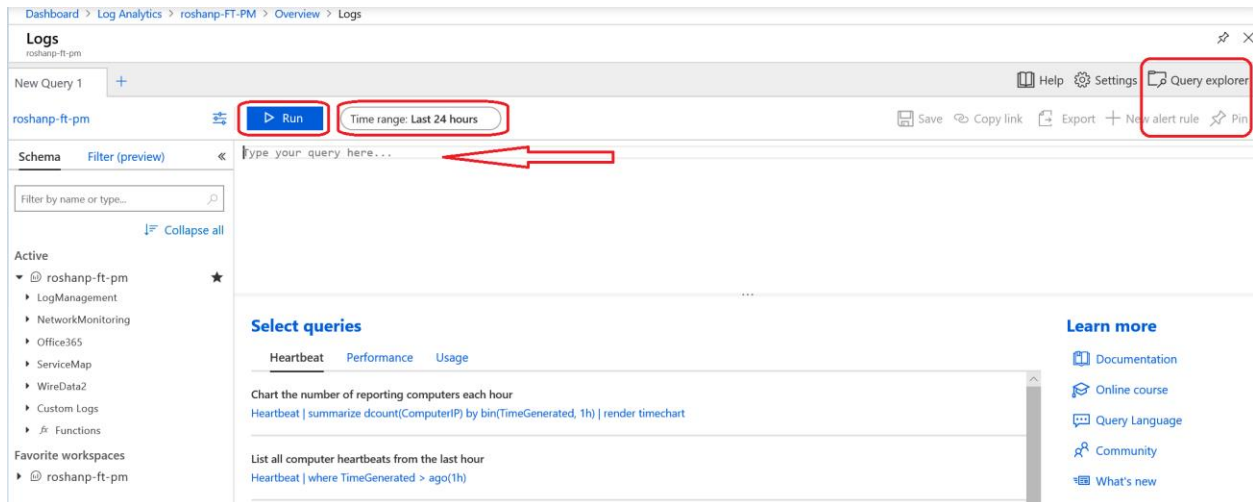 Dashboard > Log Analytics > roshanp-FT-PM > Overview > Logs
Logs
roshanp-ft-pm
New Query 1 +
Help Settings Query explorer
roshanp-ft-pm
Run
Time range: Last 24 hours
Save Copy link Export + New alert rule Pin
Schema Filter (preview) «
Type your query here...
Filter by name or type...
Collapse all
Active
roshanp-ft-pm
LogManagement
NetworkMonitoring
Office365
ServiceMap
WireData2
Custom Logs
fx Functions
Favorite workspaces
roshanp-ft-pm
...
Select queries
Heartbeat Performance Usage
Chart the number of reporting computers each hour
Heartbeat | summarize dcount(ComputerIP) by bin(TimeGenerated, 1h) | render timechart
List all computer heartbeats from the last hour
Heartbeat | where TimeGenerated > ago(1h)
Learn more
Documentation
Online course
Query Language
Community
What's new